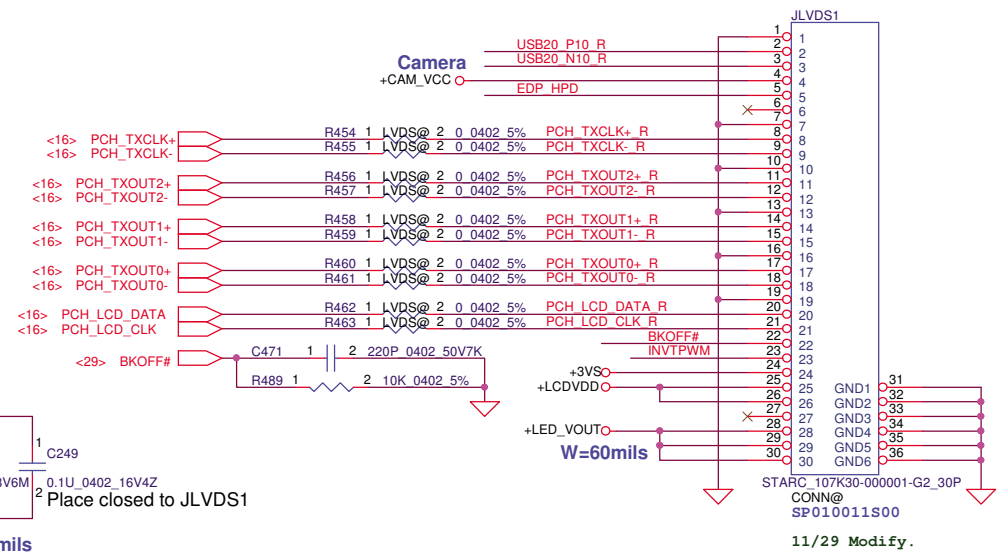 JLVDS1
1 1
USB20_P10_R 2 2
Camera USB20_N10_R 3 3
+CAM_VCC 4 4
EDP_HPD 5 5
6 6
7 7
<16> PCH_TXCLK+ R454 1 LVDS@ 2 0_0402_5% PCH_TXCLK+_R 8 8
<16> PCH_TXCLK- R455 1 LVDS@ 2 0_0402_5% PCH_TXCLK-_R 9 9
10 10
<16> PCH_TXOUT2+ R456 1 LVDS@ 2 0_0402_5% PCH_TXOUT2+_R 11 11
<16> PCH_TXOUT2- R457 1 LVDS@ 2 0_0402_5% PCH_TXOUT2-_R 12 12
13 13
<16> PCH_TXOUT1+ R458 1 LVDS@ 2 0_0402_5% PCH_TXOUT1+_R 14 14
<16> PCH_TXOUT1- R459 1 LVDS@ 2 0_0402_5% PCH_TXOUT1-_R 15 15
16 16
<16> PCH_TXOUT0+ R460 1 LVDS@ 2 0_0402_5% PCH_TXOUT0+_R 17 17
<16> PCH_TXOUT0- R461 1 LVDS@ 2 0_0402_5% PCH_TXOUT0-_R 18 18
19 19
<16> PCH_LCD_DATA R462 1 LVDS@ 2 0_0402_5% PCH_LCD_DATA_R 20 20
<16> PCH_LCD_CLK R463 1 LVDS@ 2 0_0402_5% PCH_LCD_CLK_R 21 21
BKOFF# 22 22
<29> BKOFF# C471 1 2 220P_0402_50V7K INVTPWM 23 23
+3VS 24 24
R489 1 2 10K_0402_5% +LCDVDD 25 25 GND1 31
26 26 GND2 32
27 27 GND3 33
+LED_VOUT 28 28 GND4 34
29 29 GND5 35
W=60mils 30 30 GND6 36
1 C249
V6M 2 0.1U_0402_16V4Z
Place closed to JLVDS1
mils
STARC_107K30-000001-G2_30P
CONN@
SP010011S00
11/29 Modify.